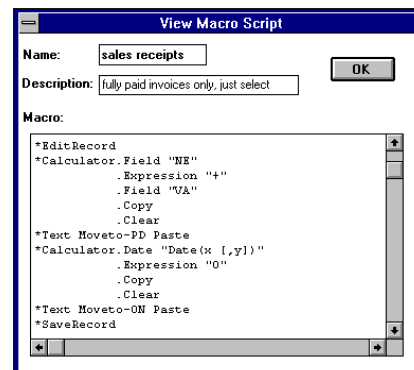 View Macro Script
Name: sales receipts
OK
Description: fully paid invoices only, just select
Macro:
*EditRecord
*Calculator.Field "NE"
.Expression "+"
.Field "VA"
.Copy
.Clear
*Text Moveto-PD Paste
*Calculator.Date "Date(x [,y])"
.Expression "0"
.Copy
.Clear
*Text Moveto-ON Paste
*SaveRecord